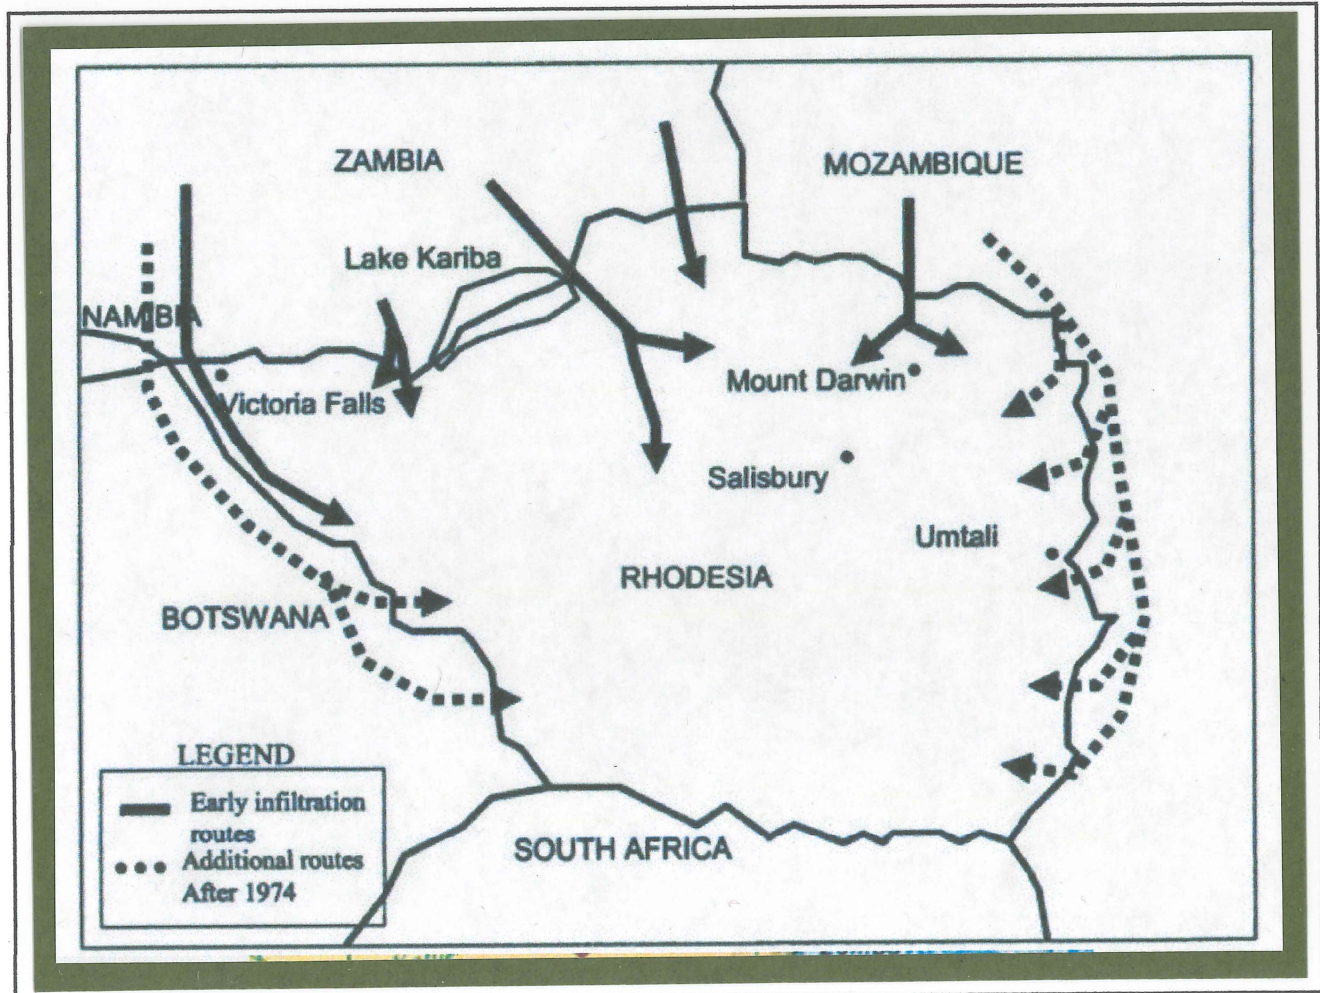 ZAMBIA
MOZAMBIQUE
Lake Kariba
NAMIBIA
Mount Darwin
Victoria Falls
Salisbury
Umtali
RHODESIA
BOTSWANA
LEGEND
Early infiltration
routes
Additional routes
After 1974
SOUTH AFRICA